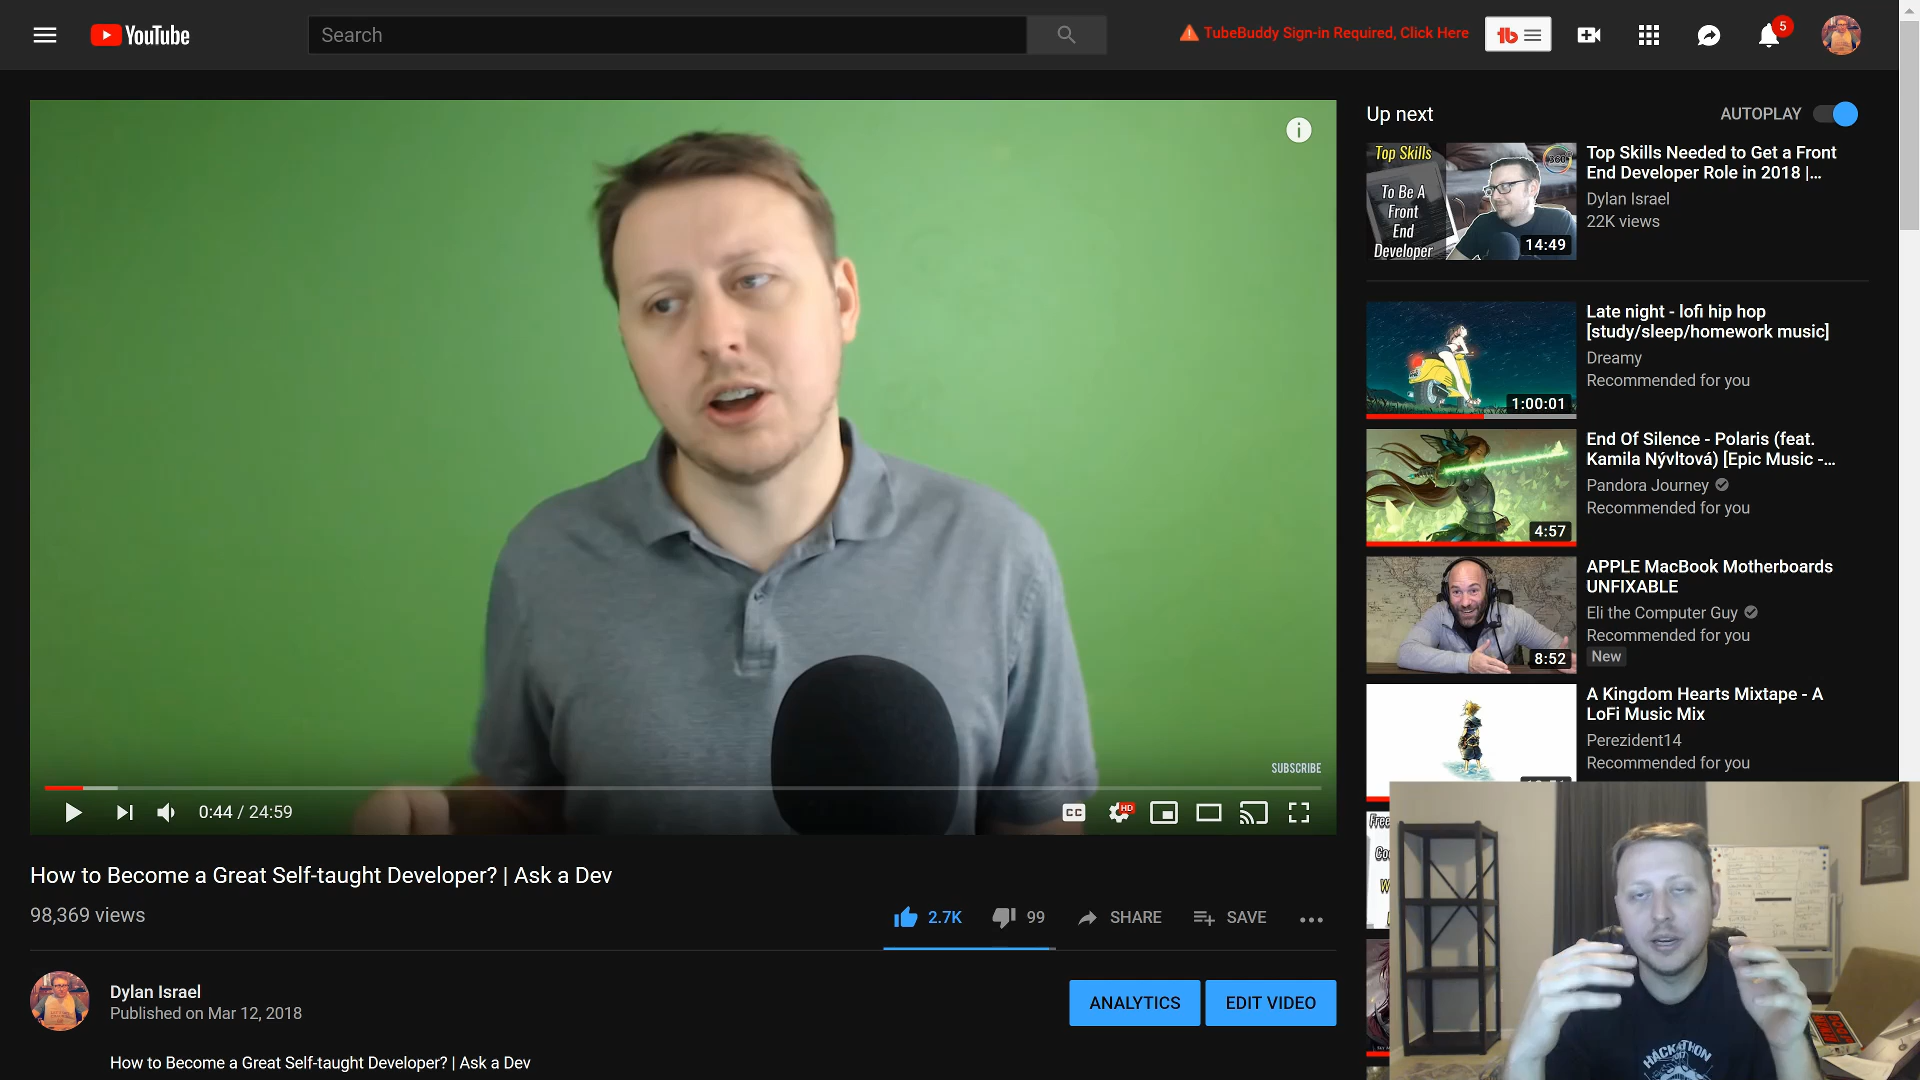 YouTube
Search
TubeBuddy Sign-in Required, Click Here
tb
5
SUBSCRIBE
0:44 / 24:59
CC
HD
How to Become a Great Self-taught Developer? | Ask a Dev
98,369 views
2.7K
99
SHARE
SAVE
Dylan Israel
Published on Mar 12, 2018
ANALYTICS
EDIT VIDEO
How to Become a Great Self-taught Developer? | Ask a Dev
Up next
AUTOPLAY
Top Skills
To Be A
Front
End
Developer
360
14:49
Top Skills Needed to Get a Front
End Developer Role in 2018 |...
Dylan Israel
22K views
1:00:01
Late night - lofi hip hop
[study/sleep/homework music]
Dreamy
Recommended for you
4:57
End Of Silence - Polaris (feat.
Kamila Nývltová) [Epic Music -...
Pandora Journey
Recommended for you
8:52
APPLE MacBook Motherboards
UNFIXABLE
Eli the Computer Guy
Recommended for you
New
A Kingdom Hearts Mixtape - A
LoFi Music Mix
Perezident14
Recommended for you
HACKATHON